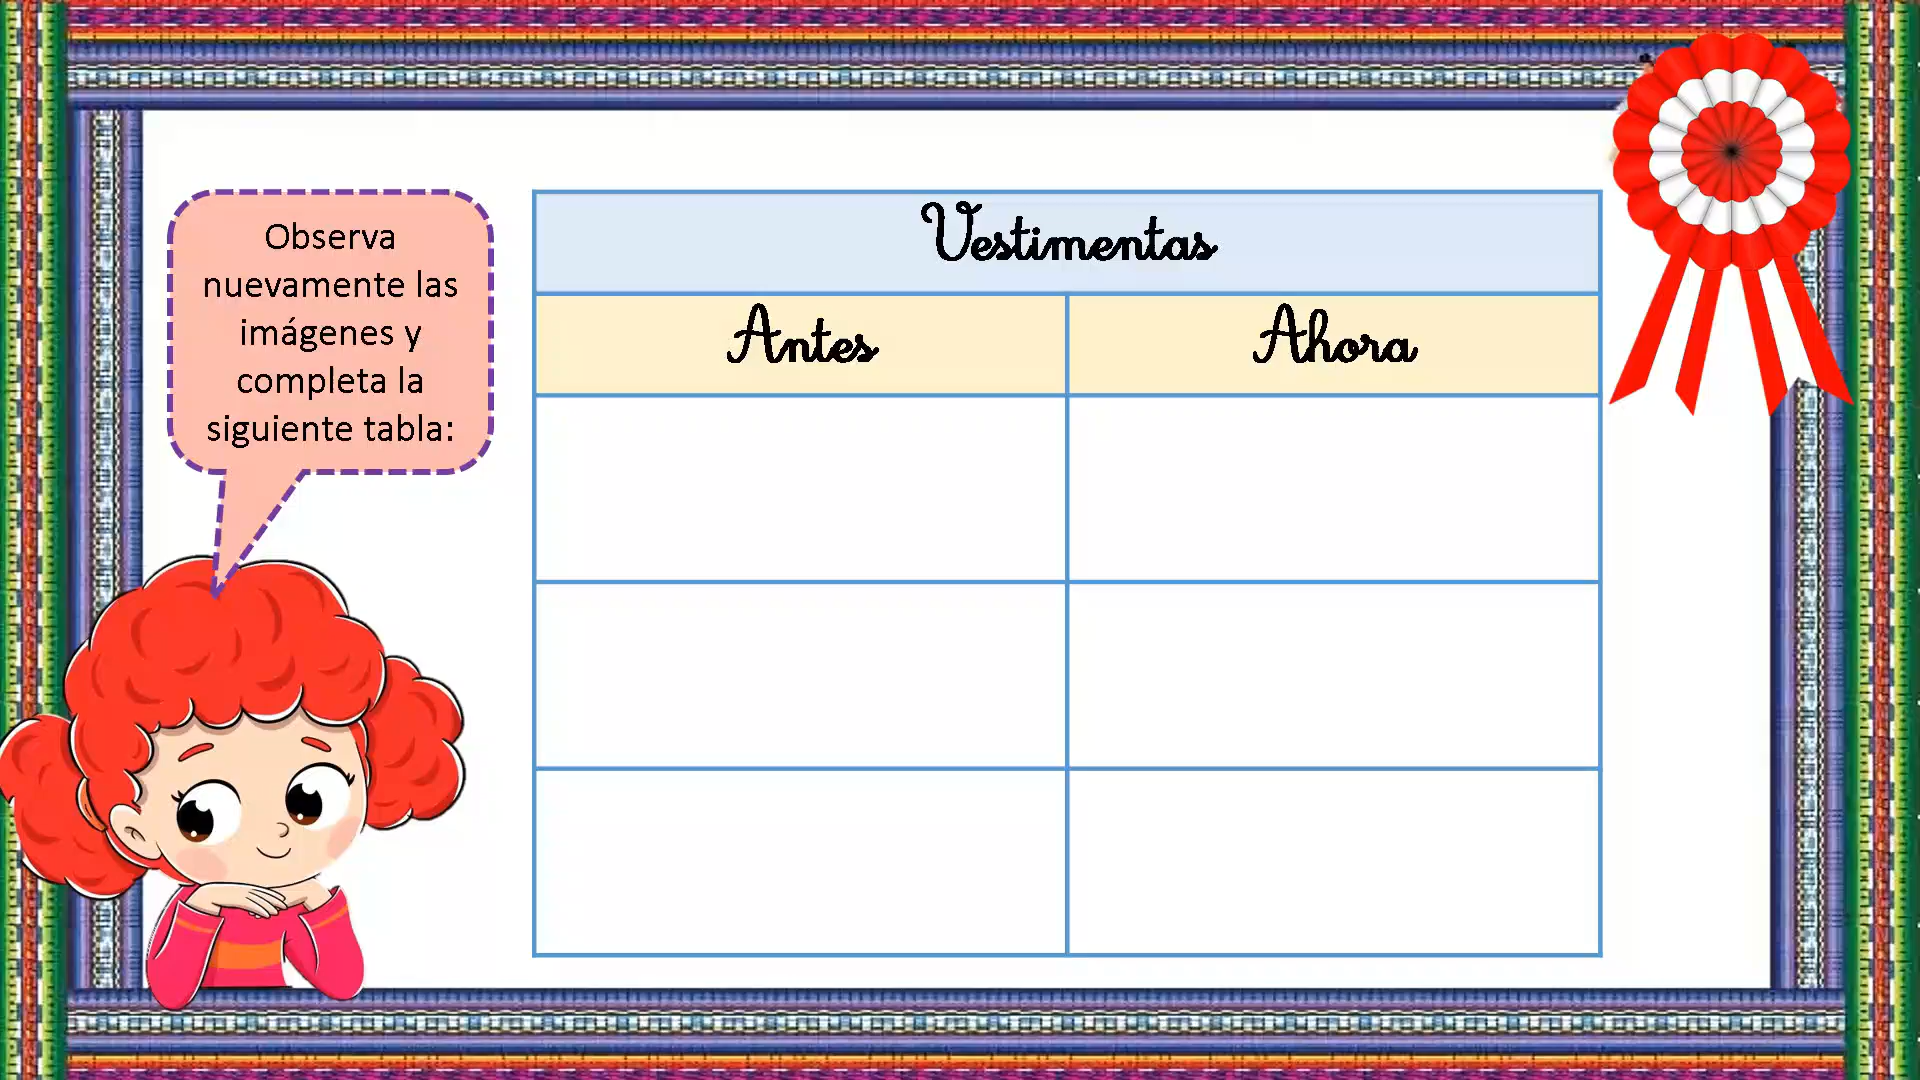 Observa
nuevamente las
imágenes y
completa la
siguiente tabla:
Vestimentas
Antes
Ahora